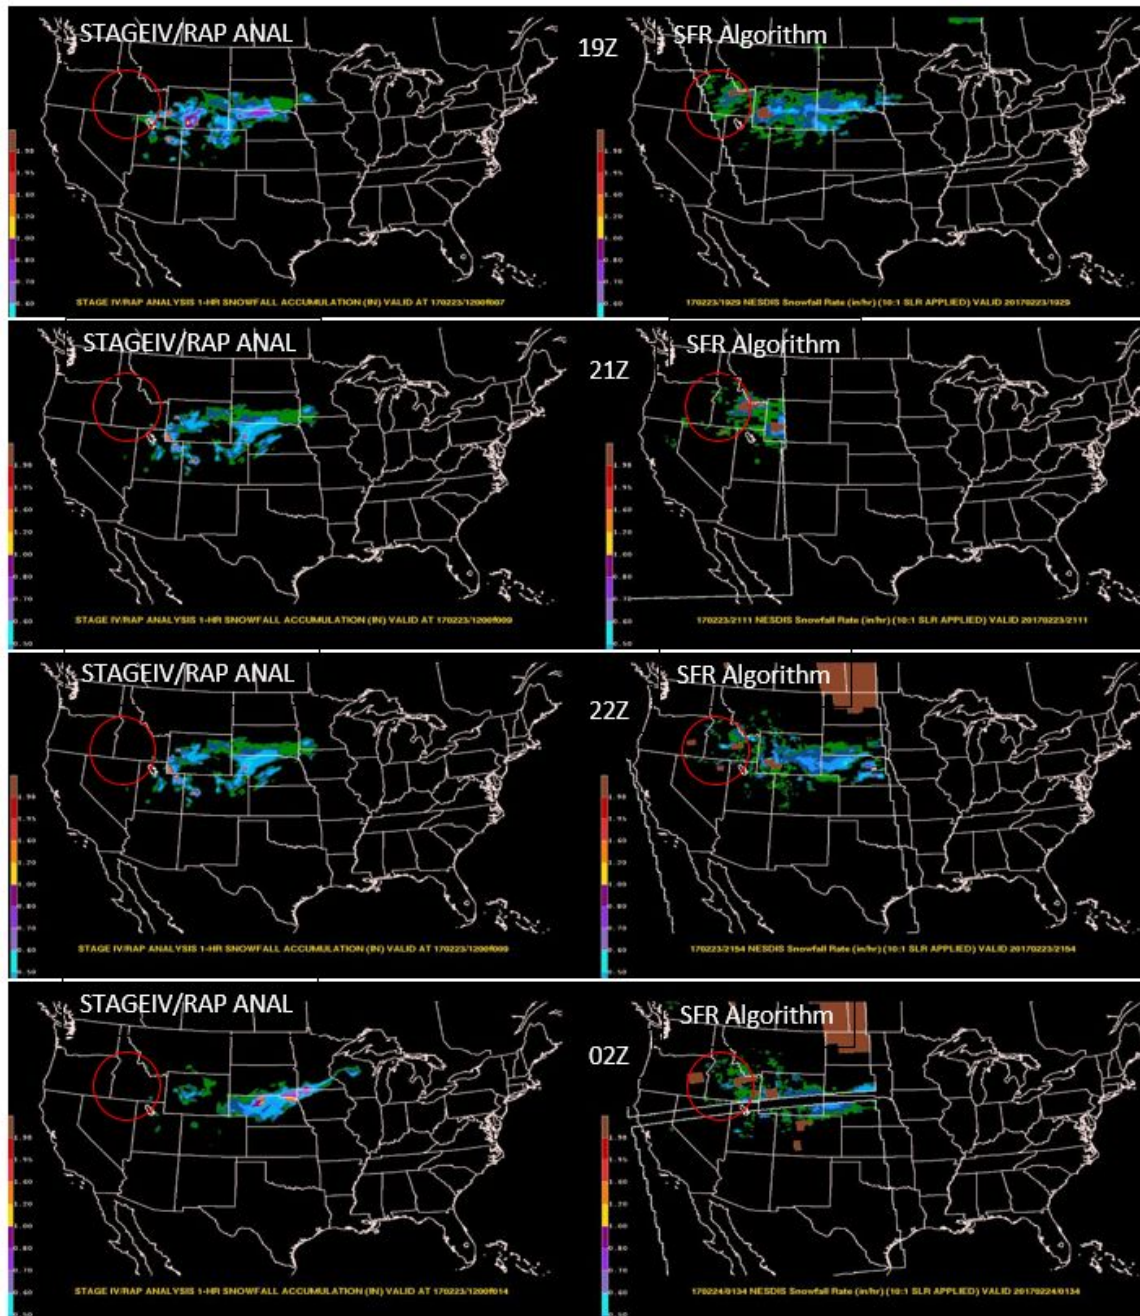 STAGEIV/RAP ANAL
19Z
SFR Algorithm
STAGE IV/RAP ANALYSIS 1-HR SNOWFALL ACCUMULATION (IN) VALID AT 170223/1200f007
170223/1929 NESDIS Snowfall Rate (in/hr) (10:1 SLR APPLIED) VALID 20170223/1929
STAGEIV/RAP ANAL
21Z
SFR Algorithm
STAGE IV/RAP ANALYSIS 1-HR SNOWFALL ACCUMULATION (IN) VALID AT 170223/1200f009
170223/2111 NESDIS Snowfall Rate (in/hr) (10:1 SLR APPLIED) VALID 20170223/2111
STAGEIV/RAP ANAL
22Z
SFR Algorithm
STAGE IV/RAP ANALYSIS 1-HR SNOWFALL ACCUMULATION (IN) VALID AT 170223/1200f009
170223/2154 NESDIS Snowfall Rate (in/hr) (10:1 SLR APPLIED) VALID 20170223/2154
STAGEIV/RAP ANAL
02Z
SFR Algorithm
STAGE IV/RAP ANALYSIS 1-HR SNOWFALL ACCUMULATION (IN) VALID AT 170223/1200f014
170224/0134 NESDIS Snowfall Rate (in/hr) (10:1 SLR APPLIED) VALID 20170224/0134